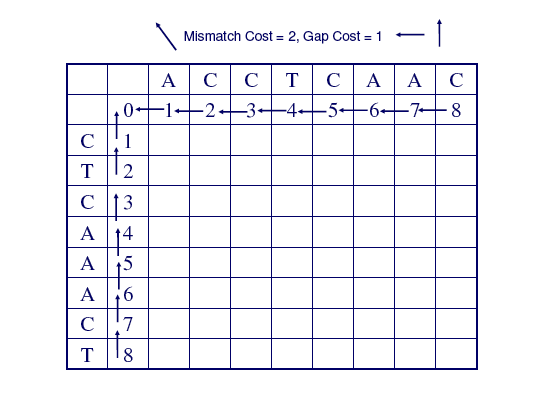 Mismatch Cost = 2, Gap Cost = 1
A C C T C A A C
0 1 2 3 4 5 6 7 8
C 1
T 2
C 3
A 4
A 5
A 6
C 7
T 8